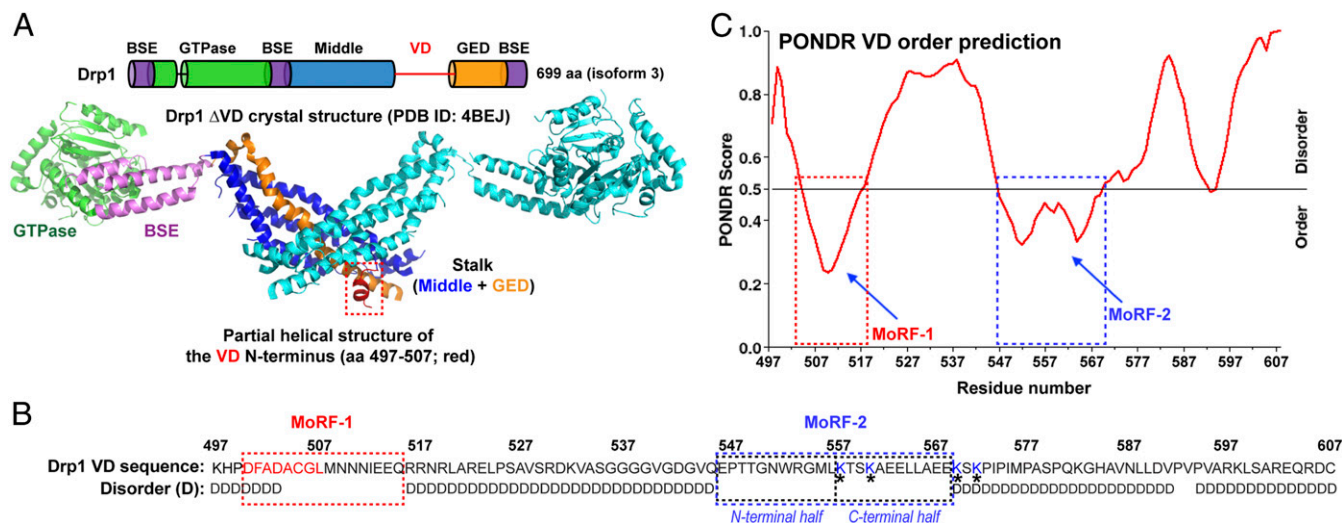 A
BSE GTPase BSE Middle VD GED BSE
Drp1
699 aa (isoform 3)
Drp1 ΔVD crystal structure (PDB ID: 4BEJ)
GTPase
BSE
Stalk
(Middle + GED)
Partial helical structure of
the VD N-terminus (aa 497-507; red)
C
PONDR VD order prediction
PONDR Score
1.0
0.8
0.6
0.5
0.4
0.2
0.0
Disorder
Order
MoRF-1
MoRF-2
497 507 517 527 537 547 557 567 577 587 597 607
Residue number
B
MoRF-1 MoRF-2
497 507 517 527 537 547 557 567 577 587 597 607
Drp1 VD sequence: KHPDFADACGLMNNNIEEQRRNRLARELPSAVSRDKVASGGGGVGDGVQEPTTGNWRGMLKTSKAEELLAEEKSKPIPIMPASPQKGHAVNLLDVPVPVARKLSAREQRDC
Disorder (D): DDDDDDD DDDDDDDDDDDDDDDDDDDDDDDDDDDDDDD DDDDDDDDDDDDDDDDDDDDDD DDDDDDDDDDDDDD
* * * *
N-terminal half C-terminal half